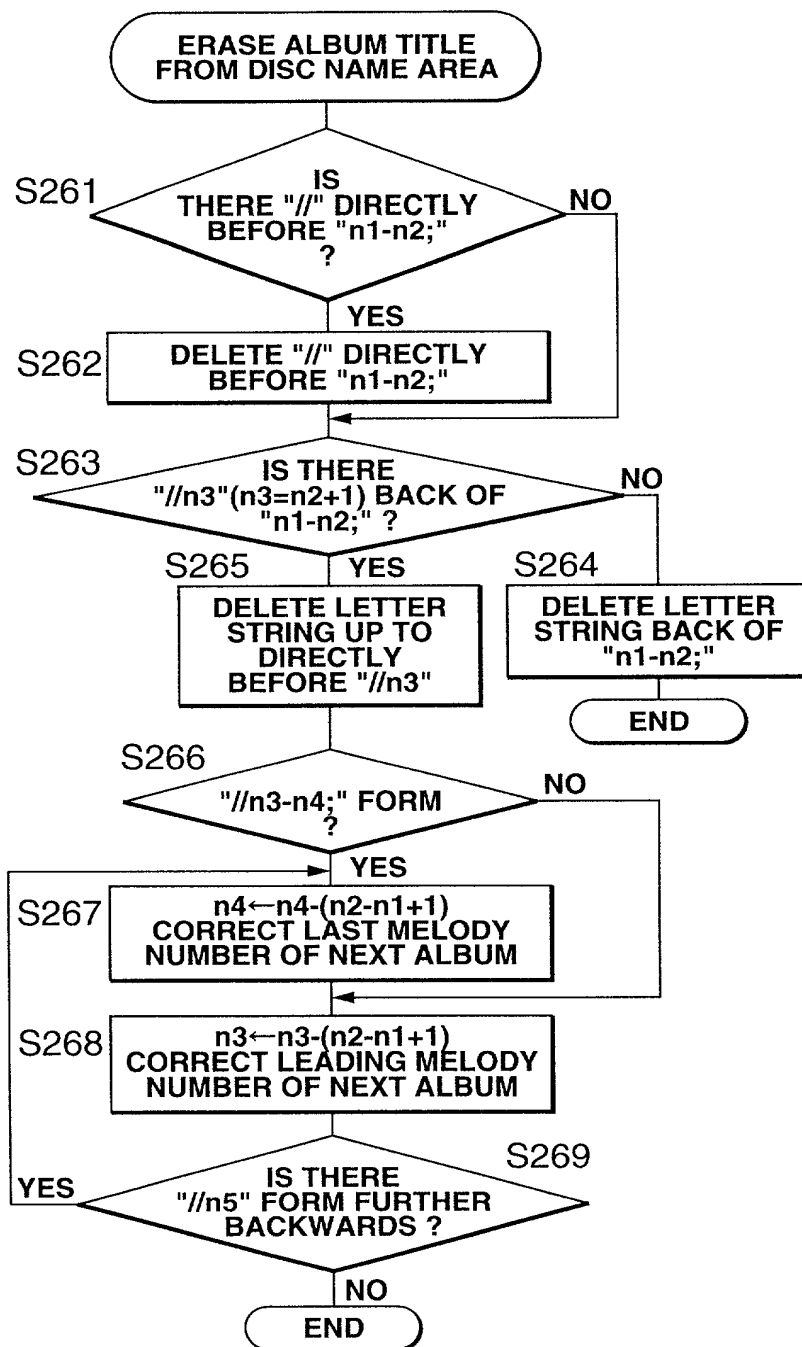 ERASE ALBUM TITLE
FROM DISC NAME AREA
S261
IS
THERE "//" DIRECTLY
BEFORE "n1-n2;"
?
NO
YES
S262
DELETE "//" DIRECTLY
BEFORE "n1-n2;"
S263
IS THERE
"//n3"(n3=n2+1) BACK OF
"n1-n2;" ?
NO
YES
S265
DELETE LETTER
STRING UP TO
DIRECTLY
BEFORE "//n3"
S264
DELETE LETTER
STRING BACK OF
"n1-n2;"
END
S266
"//n3-n4;" FORM
?
NO
YES
S267
n4←n4-(n2-n1+1)
CORRECT LAST MELODY
NUMBER OF NEXT ALBUM
S268
n3←n3-(n2-n1+1)
CORRECT LEADING MELODY
NUMBER OF NEXT ALBUM
S269
IS THERE
"//n5" FORM FURTHER
BACKWARDS ?
YES
NO
END